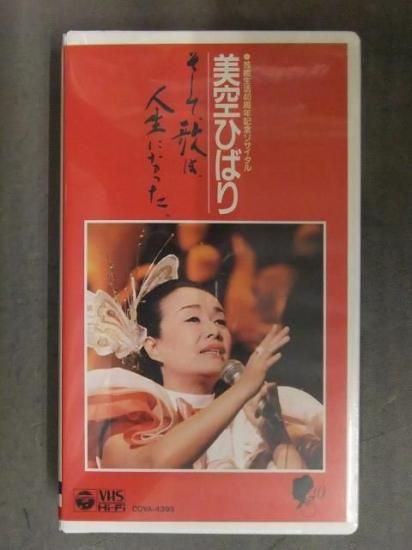 ●芸能生活40周年記念リサイタル
美空ひばり
そして、歌は、
人生になった。
40
VHS
Hi-Fi
COVA-4393